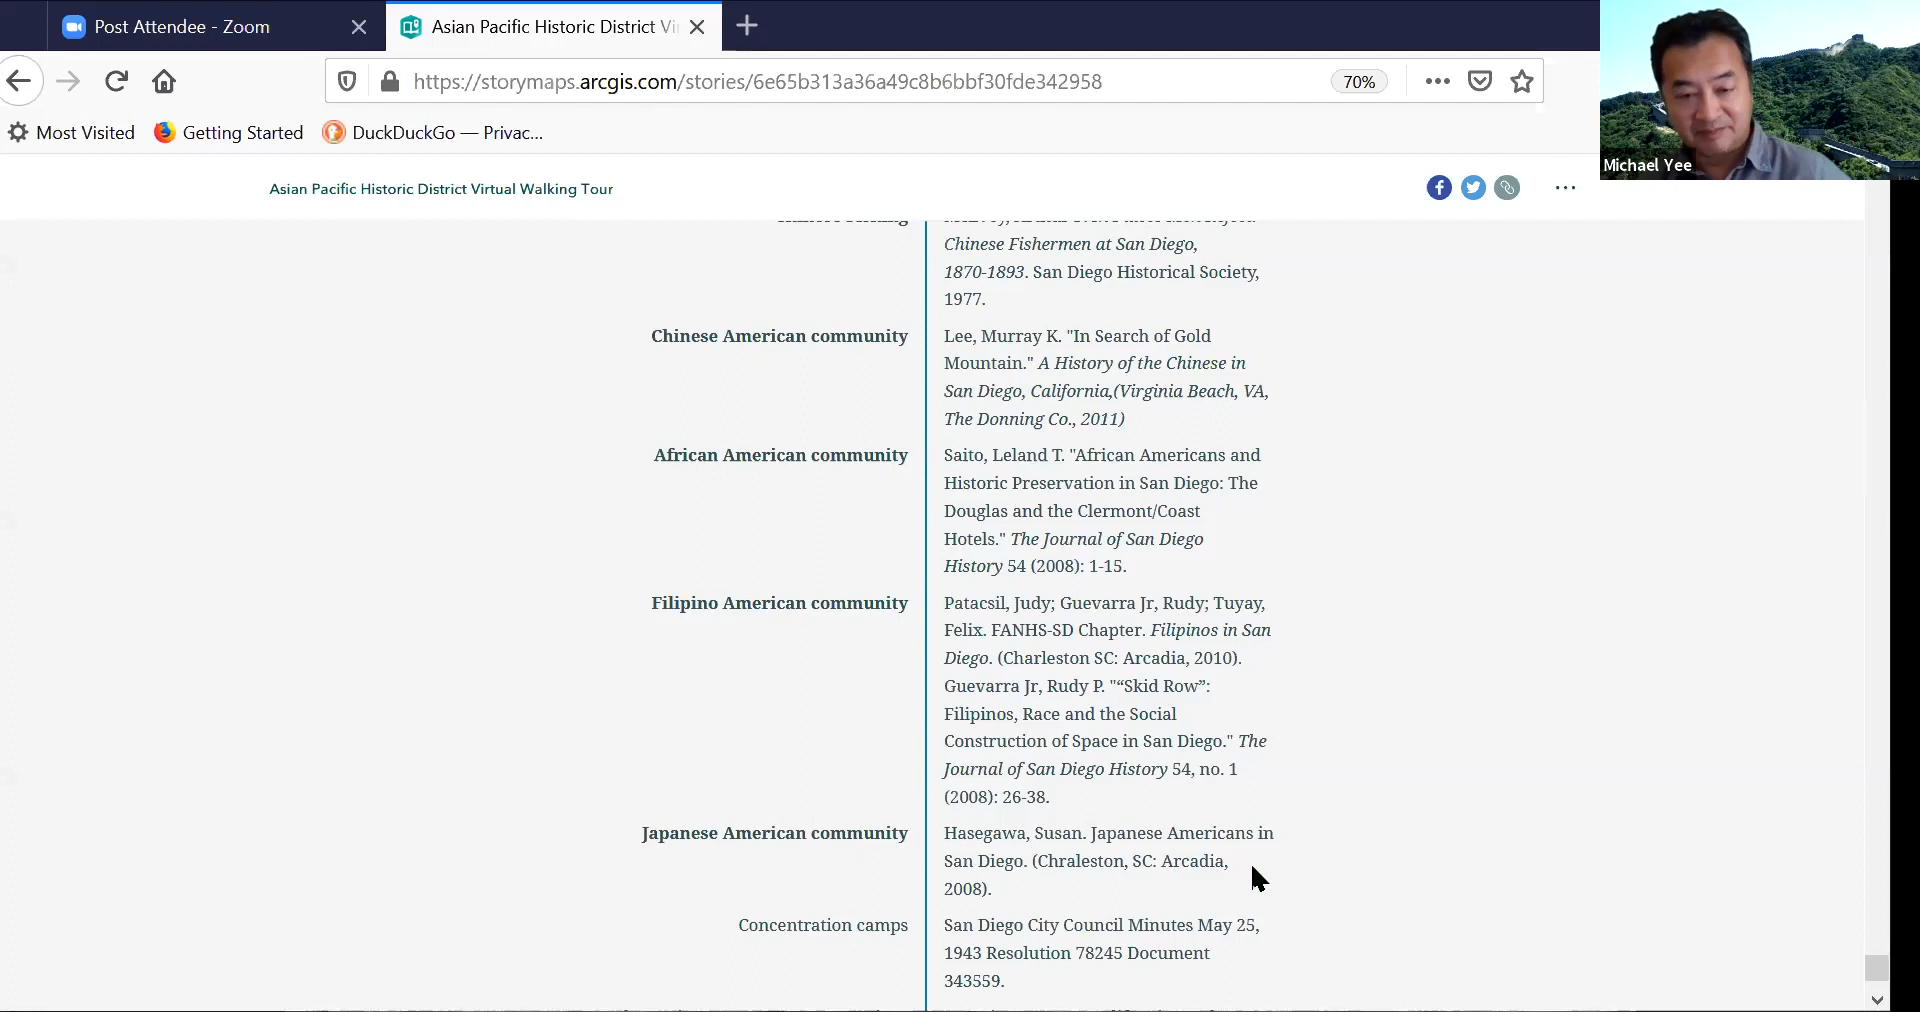 Post Attendee - Zoom
Asian Pacific Historic District Vi
https://storymaps.arcgis.com/stories/6e65b313a36a49c8b6bbf30fde342958
70%
Most Visited
Getting Started
DuckDuckGo — Privac...
Michael Yee
Asian Pacific Historic District Virtual Walking Tour
Chinese Fishermen at San Diego,
1870-1893. San Diego Historical Society,
1977.
Chinese American community
Lee, Murray K. "In Search of Gold
Mountain." A History of the Chinese in
San Diego, California,(Virginia Beach, VA,
The Donning Co., 2011)
African American community
Saito, Leland T. "African Americans and
Historic Preservation in San Diego: The
Douglas and the Clermont/Coast
Hotels." The Journal of San Diego
History 54 (2008): 1-15.
Filipino American community
Patacsil, Judy; Guevarra Jr, Rudy; Tuyay,
Felix. FANHS-SD Chapter. Filipinos in San
Diego. (Charleston SC: Arcadia, 2010).
Guevarra Jr, Rudy P. "“Skid Row”:
Filipinos, Race and the Social
Construction of Space in San Diego." The
Journal of San Diego History 54, no. 1
(2008): 26-38.
Japanese American community
Hasegawa, Susan. Japanese Americans in
San Diego. (Chraleston, SC: Arcadia,
2008).
Concentration camps
San Diego City Council Minutes May 25,
1943 Resolution 78245 Document
343559.